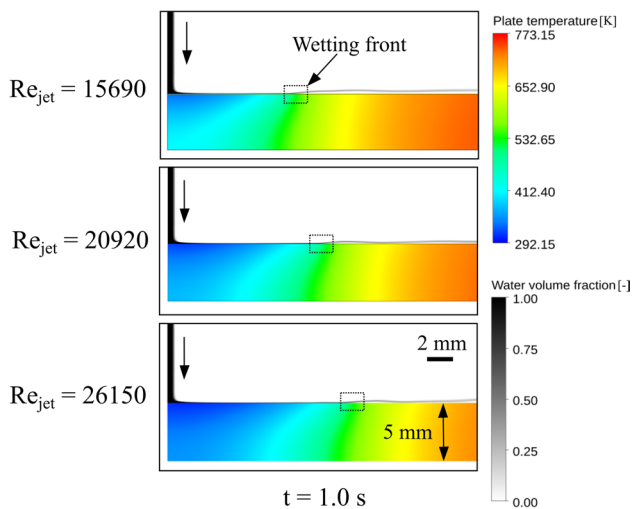 Plate temperature[K]
773.15
652.90
532.65
412.40
292.15
Wetting front
Re_jet = 15690
Re_jet = 20920
Re_jet = 26150
2 mm
5 mm
t = 1.0 s
Water volume fraction[-]
1.00
0.75
0.50
0.25
0.00